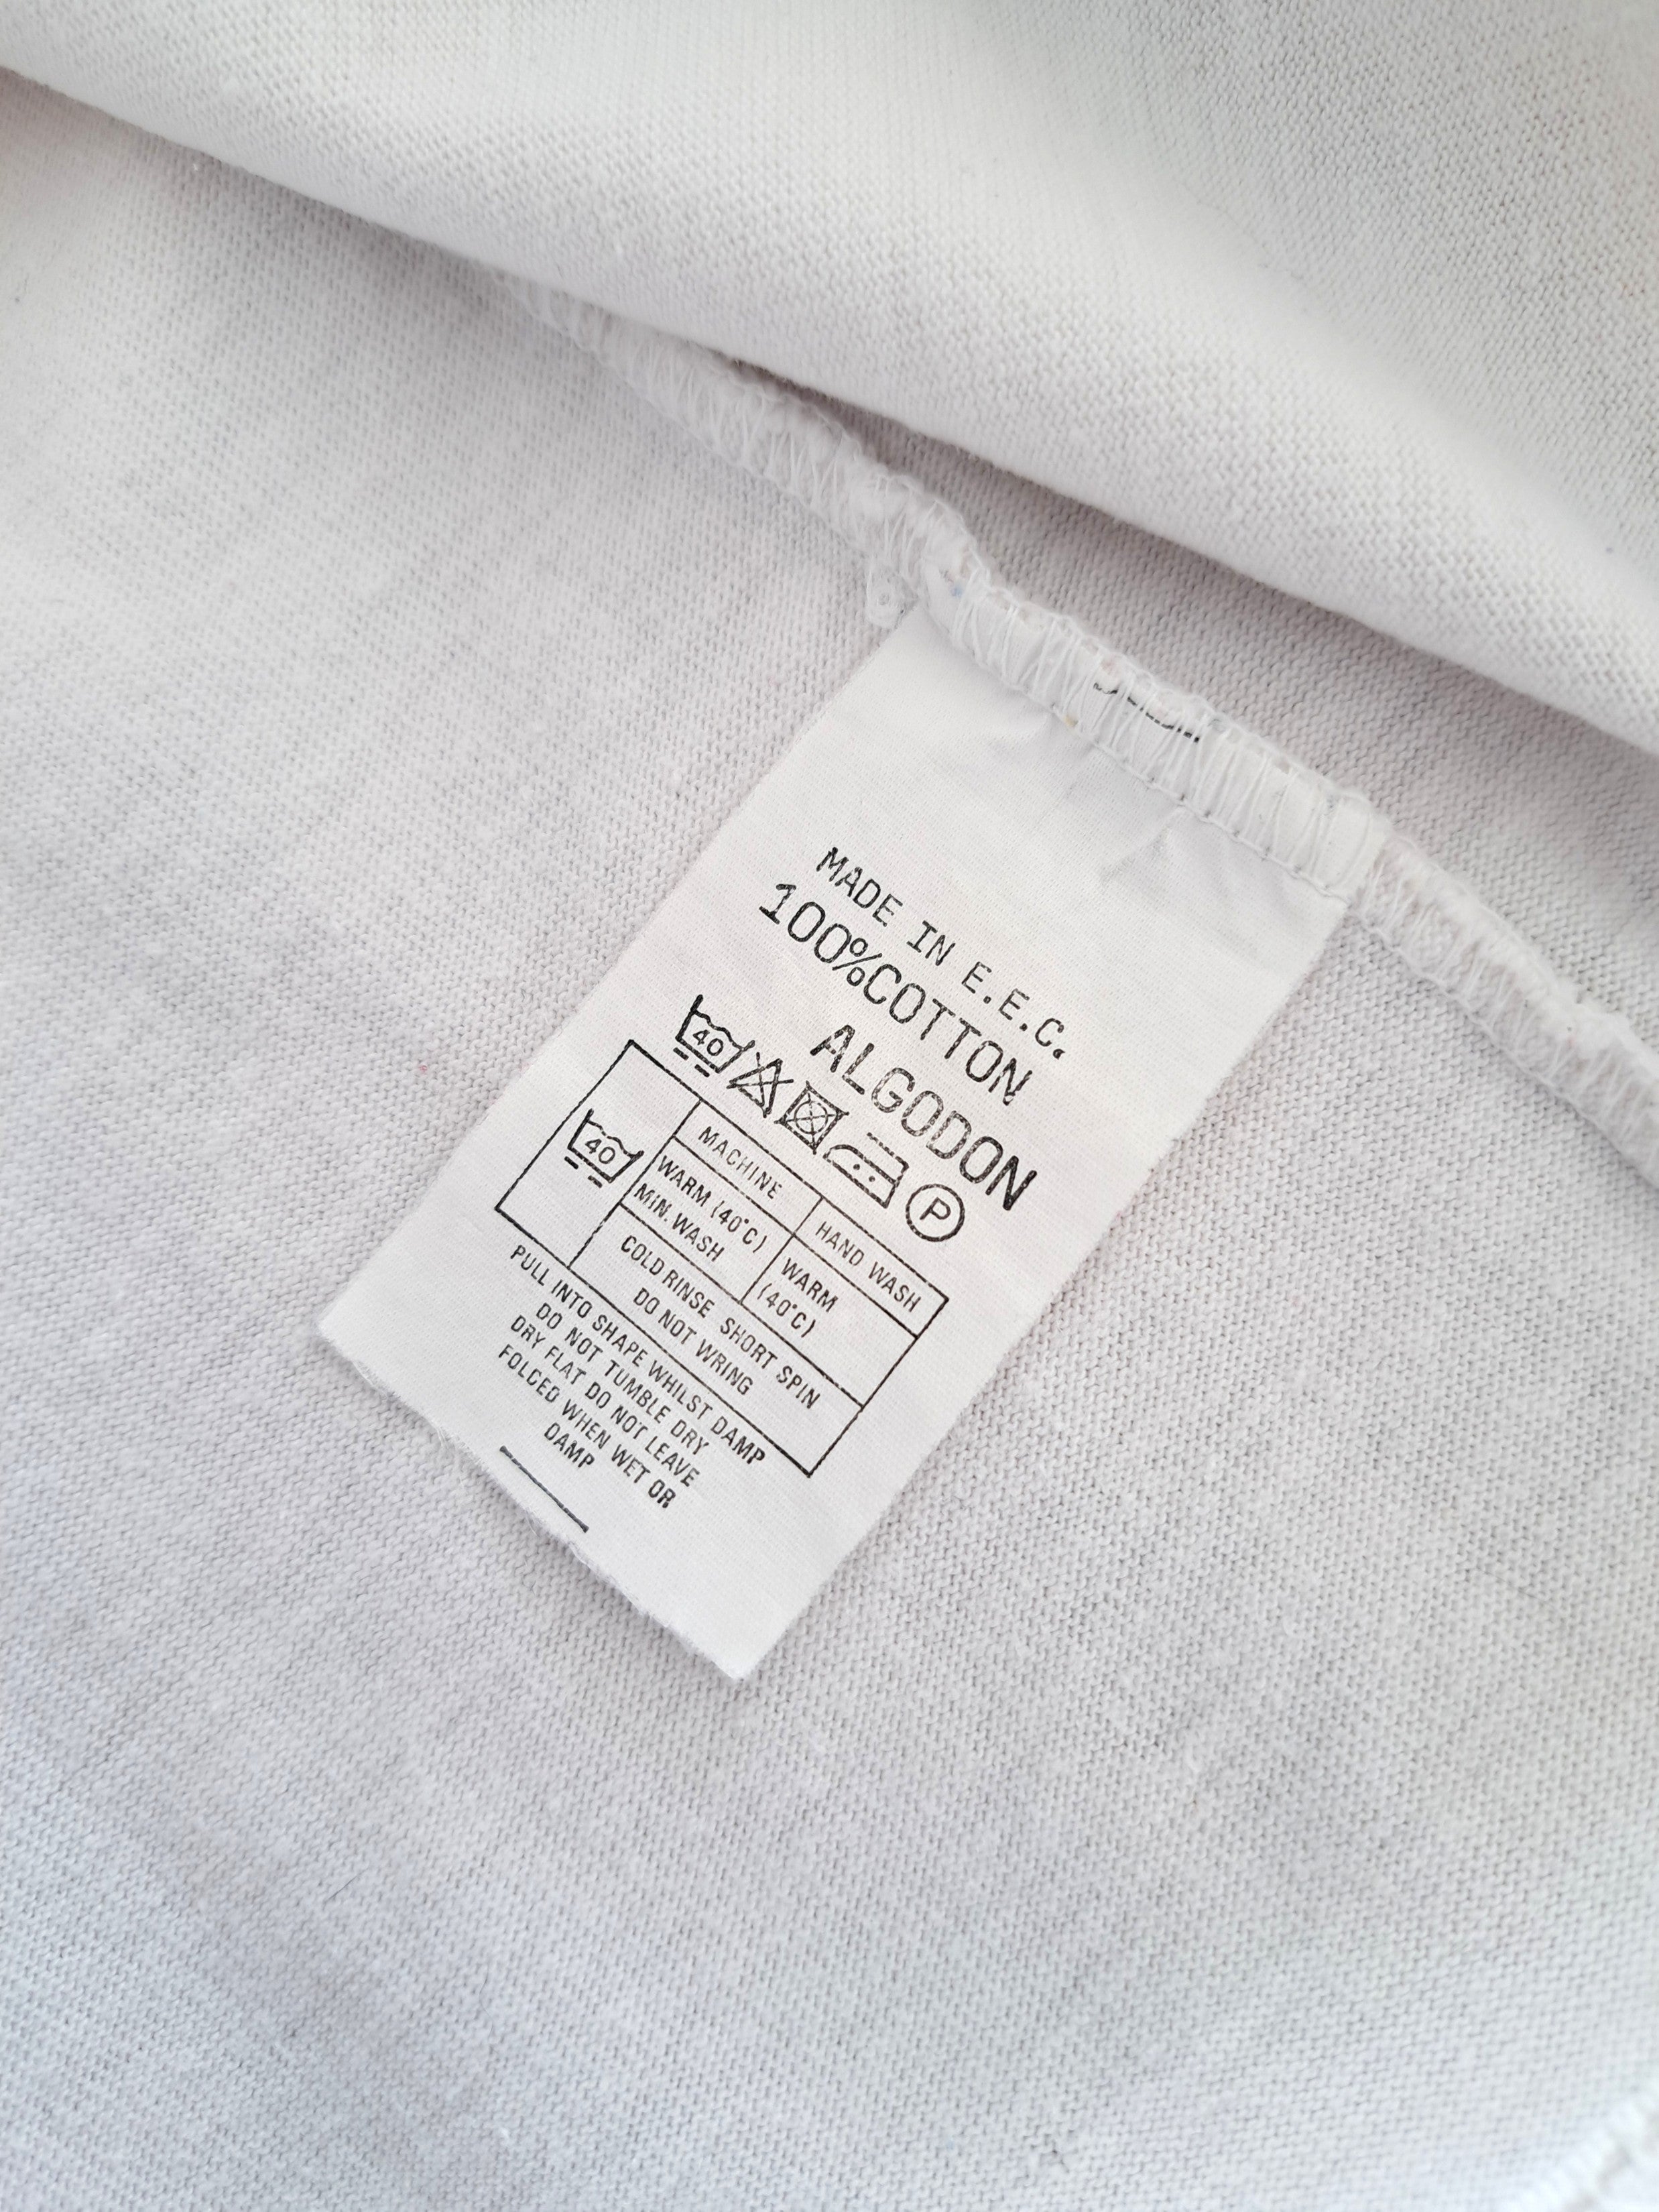 MADE IN E.E.C.
100%COTTON
ALGODON
40 P
MACHINE HAND WASH
40 WARM (40°C) WARM
MIN. WASH (40°C)
COLD RINSE SHORT SPIN
DO NOT WRING
PULL INTO SHAPE WHILST DAMP
DO NOT TUMBLE DRY
DRY FLAT DO NOT LEAVE
FOLCED WHEN WET OR
DAMP